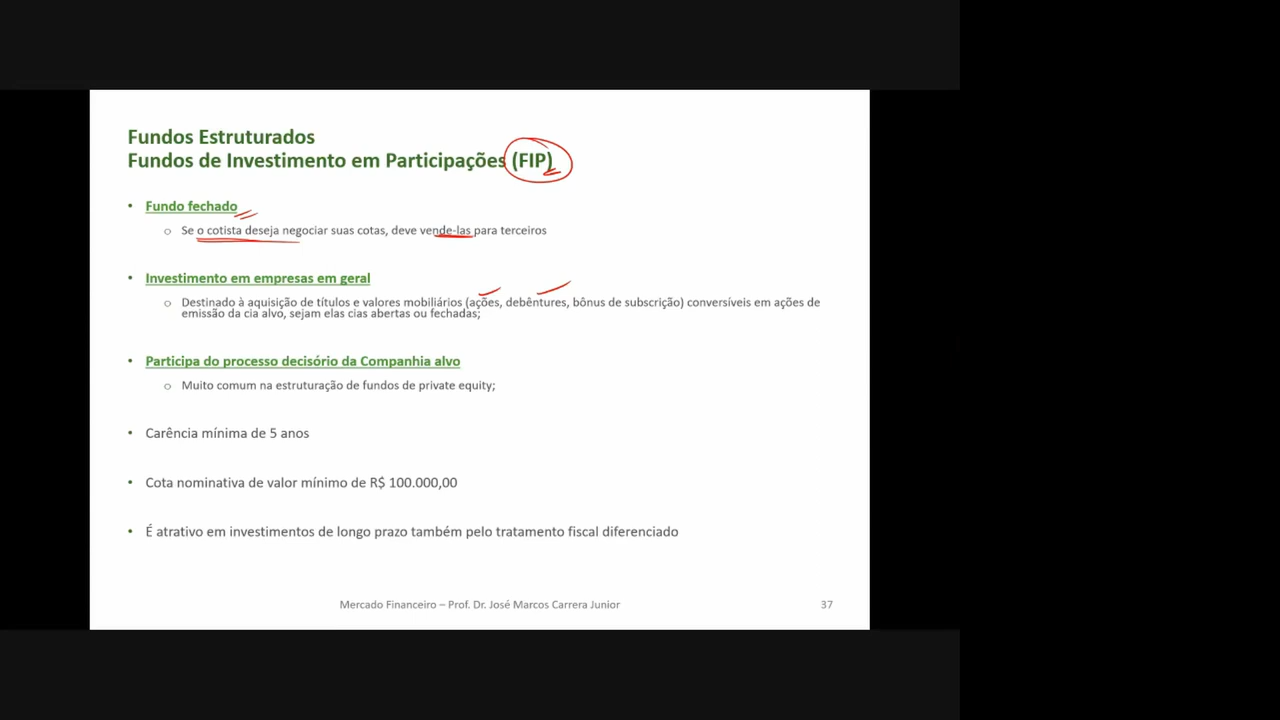 Fundos Estruturados
Fundos de Investimento em Participações (FIP)
• Fundo fechado
o Se o cotista deseja negociar suas cotas, deve vende-las para terceiros
• Investimento em empresas em geral
o Destinado à aquisição de títulos e valores mobiliários (ações, debêntures, bônus de subscrição) conversíveis em ações de
emissão da cia alvo, sejam elas cias abertas ou fechadas;
• Participa do processo decisório da Companhia alvo
o Muito comum na estruturação de fundos de private equity;
• Carência mínima de 5 anos
• Cota nominativa de valor mínimo de R$ 100.000,00
• É atrativo em investimentos de longo prazo também pelo tratamento fiscal diferenciado
Mercado Financeiro – Prof. Dr. José Marcos Carrera Junior
37